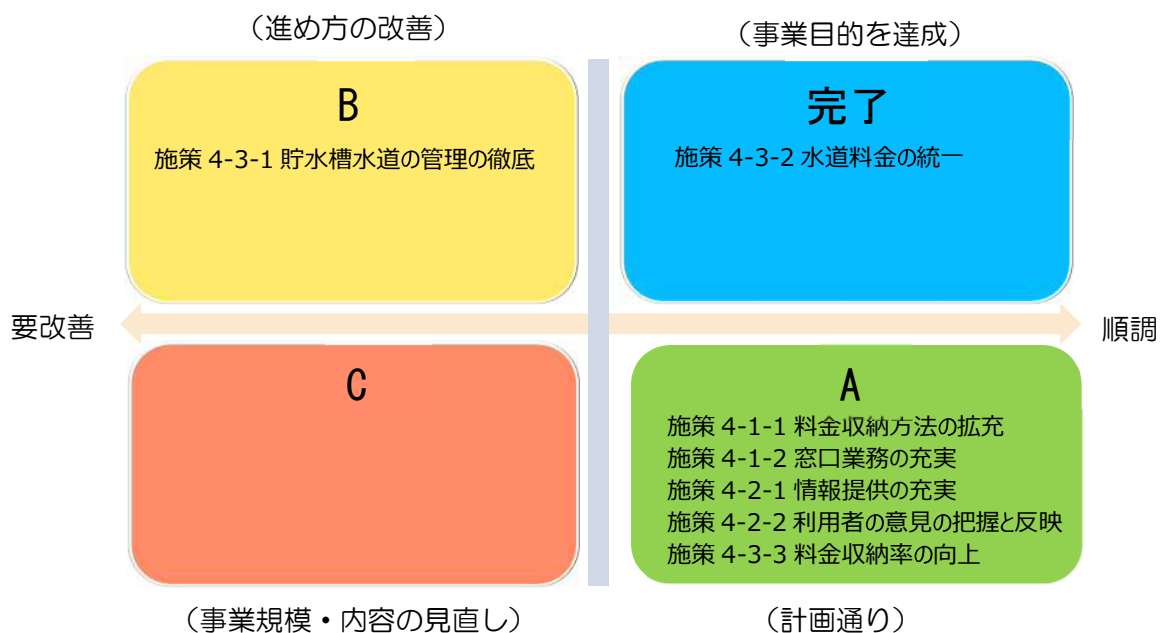 （進め方の改善）
（事業目的を達成）
B
施策 4-3-1 貯水槽水道の管理の徹底
完了
施策 4-3-2 水道料金の統一
要改善
順調
C
A
施策 4-1-1 料金収納方法の拡充
施策 4-1-2 窓口業務の充実
施策 4-2-1 情報提供の充実
施策 4-2-2 利用者の意見の把握と反映
施策 4-3-3 料金収納率の向上
（事業規模・内容の見直し）
（計画通り）